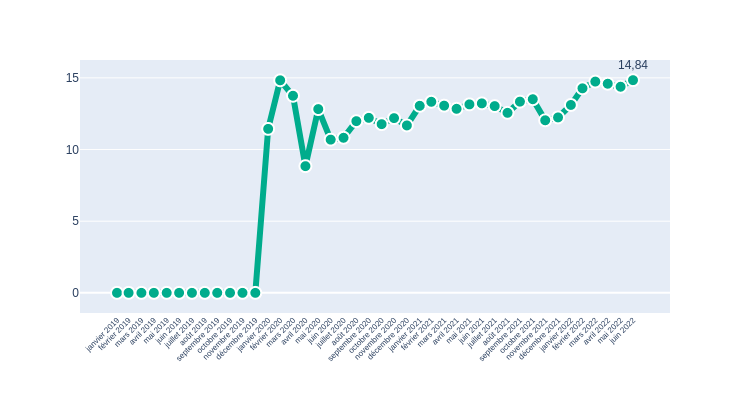 14,84
15
10
5
0
janvier 2019
février 2019
mars 2019
avril 2019
mai 2019
juin 2019
juillet 2019
août 2019
septembre 2019
octobre 2019
novembre 2019
décembre 2019
janvier 2020
février 2020
mars 2020
avril 2020
mai 2020
juin 2020
juillet 2020
août 2020
septembre 2020
octobre 2020
novembre 2020
décembre 2020
janvier 2021
février 2021
mars 2021
avril 2021
mai 2021
juin 2021
juillet 2021
août 2021
septembre 2021
octobre 2021
novembre 2021
décembre 2021
janvier 2022
février 2022
mars 2022
avril 2022
mai 2022
juin 2022